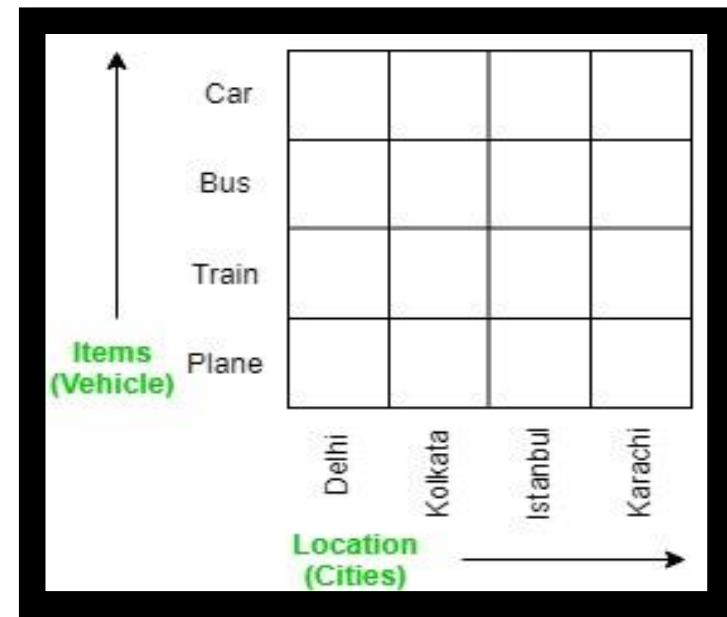 Car
Bus
Train
Items
(Vehicle)
Plane
Delhi
Kolkata
Istanbul
Karachi
Location
(Cities)